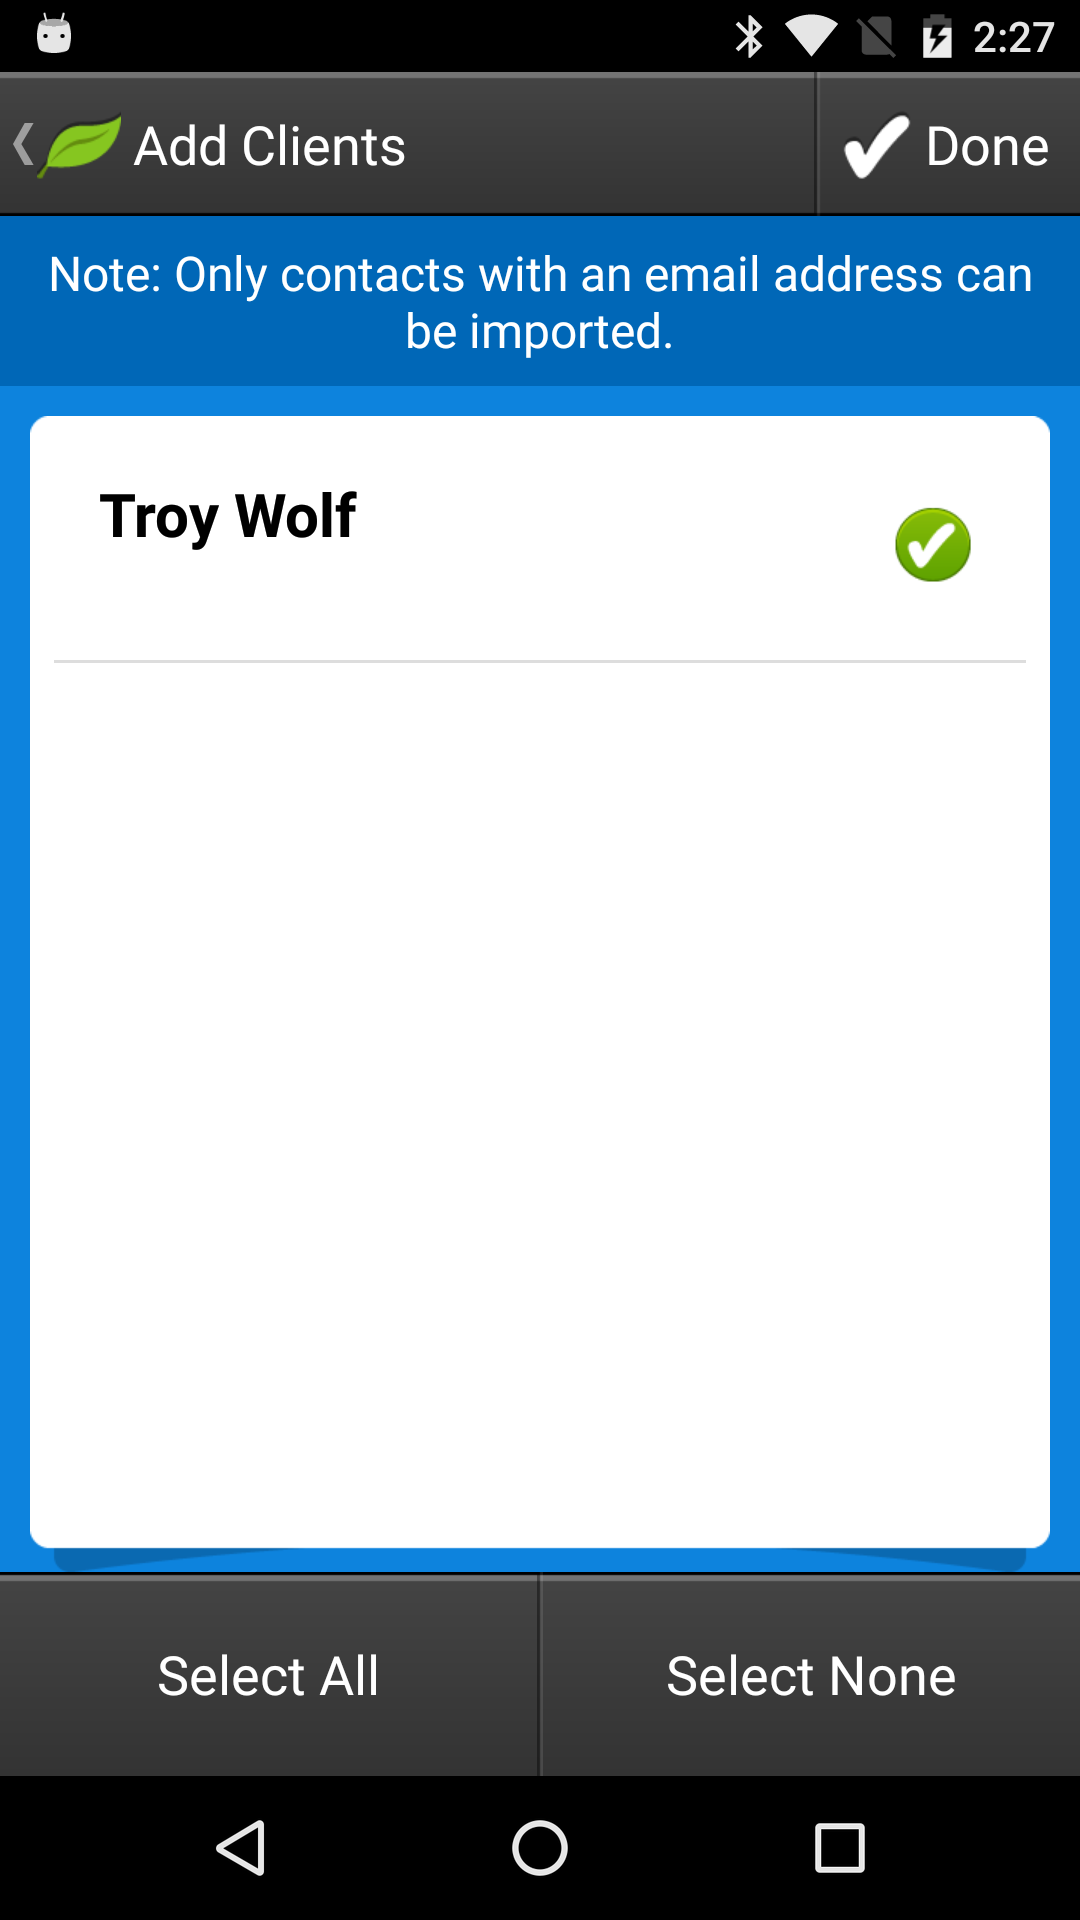 2:27
Add Clients
Done
Note: Only contacts with an email address can
be imported.
Troy Wolf
Select All
Select None